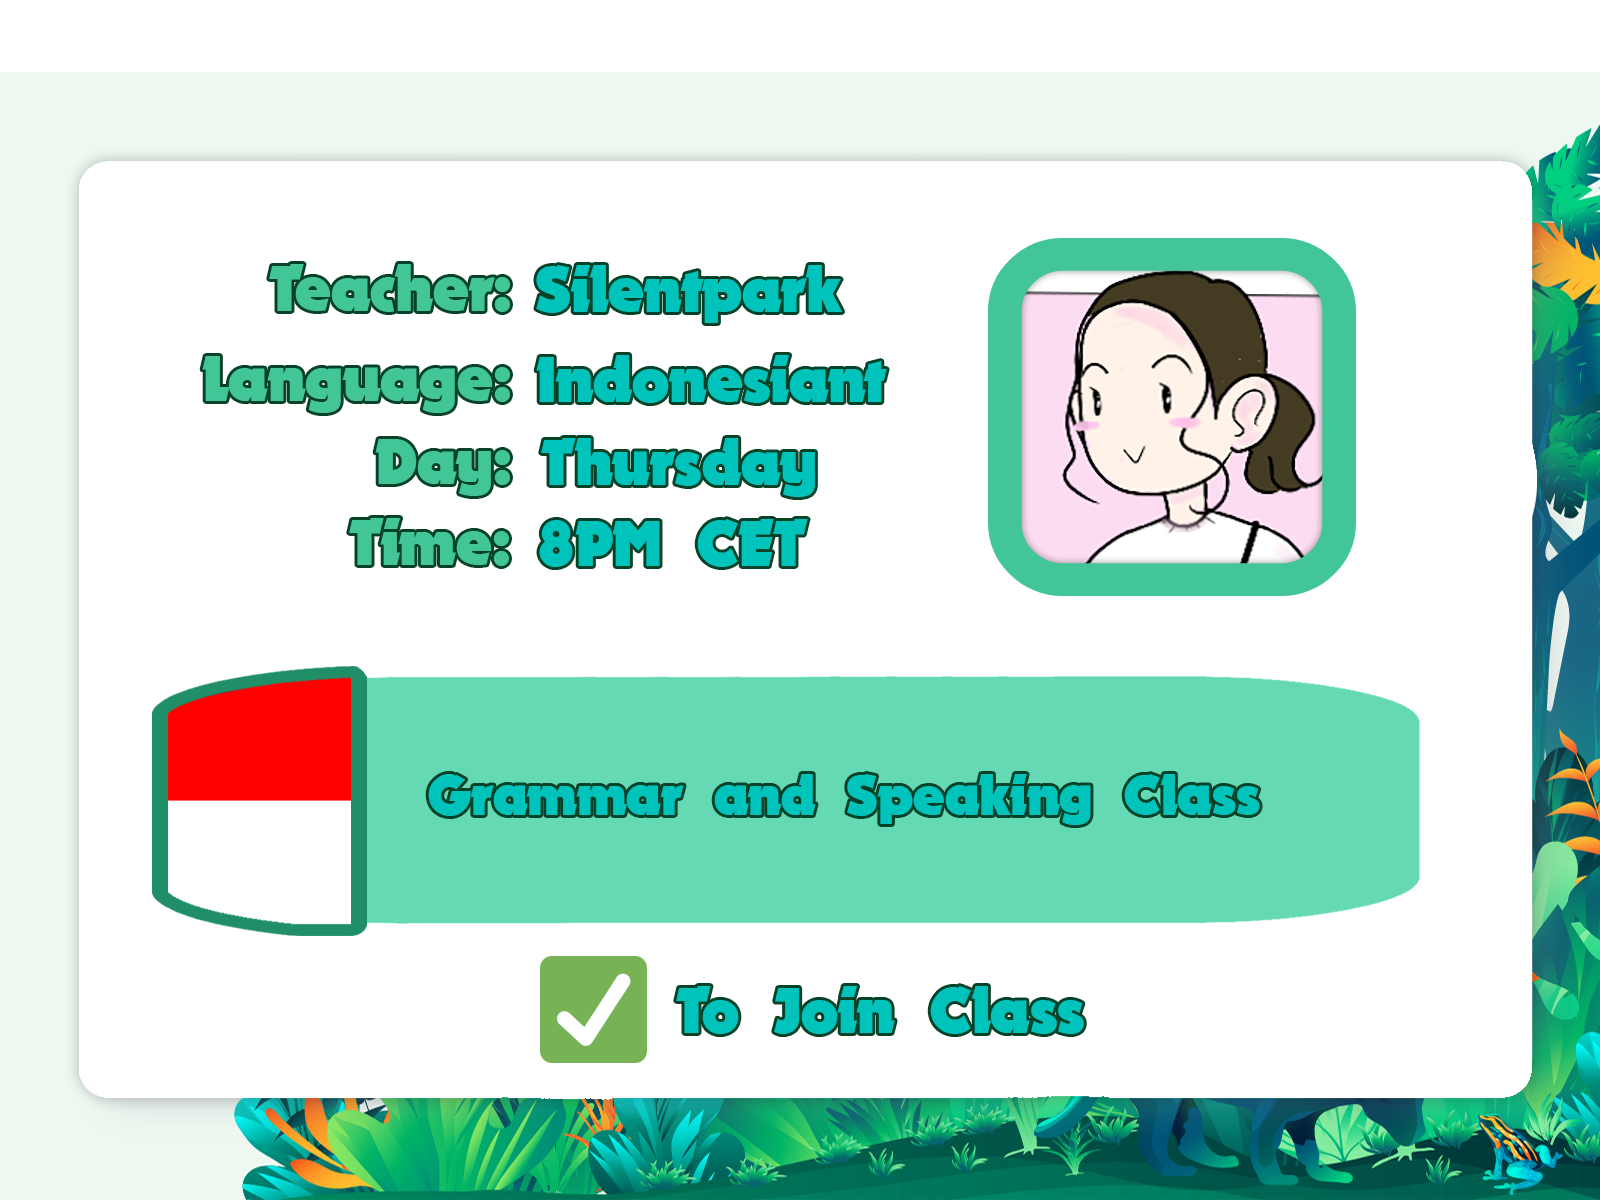 Teacher: Silentpark
Language: Indonesiant
Day: Thursday
Time: 8PM CET
Grammar and Speaking Class
To Join Class